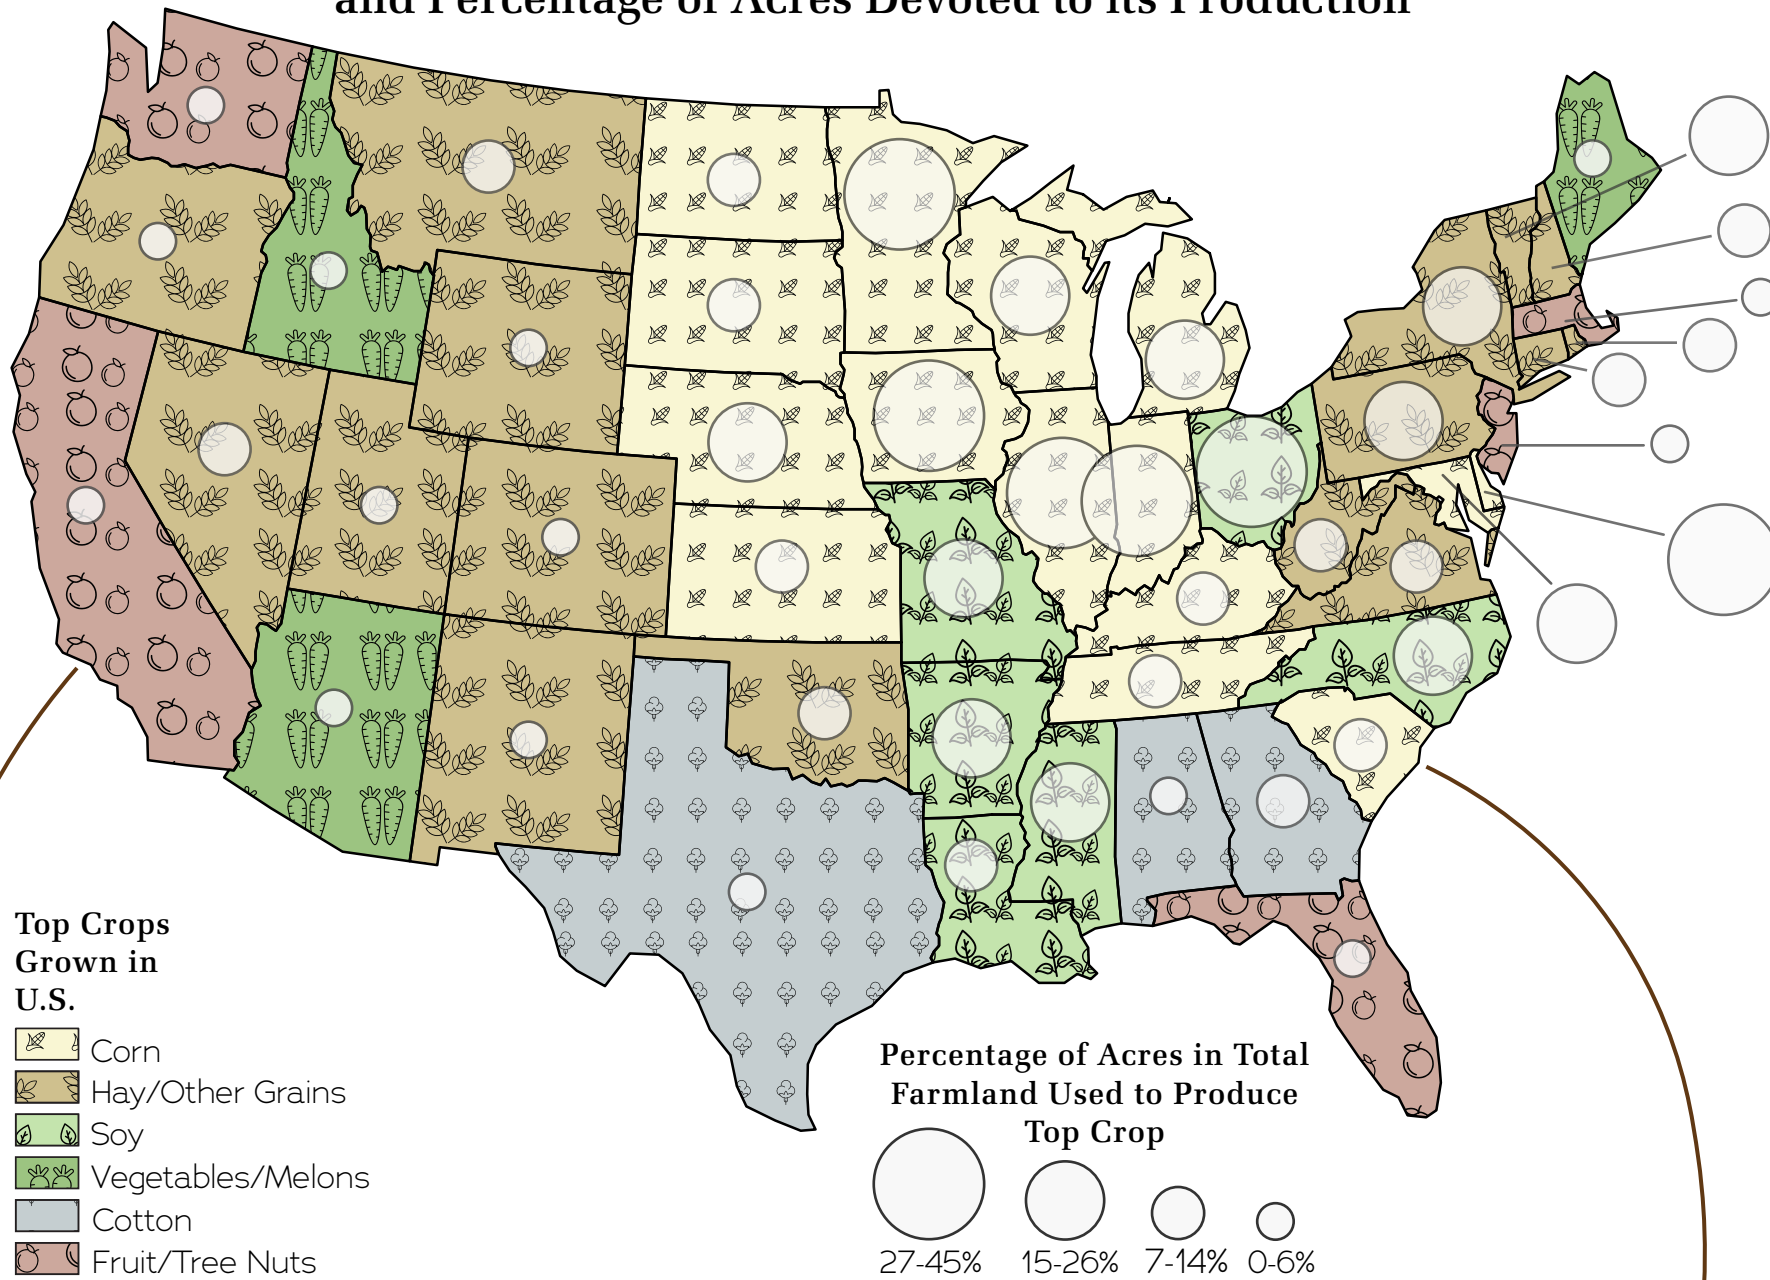 and Percentage of Acres Devoted to its Production
Top Crops
Grown in
U.S.
Corn
Hay/Other Grains
Soy
Vegetables/Melons
Cotton
Fruit/Tree Nuts
Percentage of Acres in Total
Farmland Used to Produce
Top Crop
27-45% 15-26% 7-14% 0-6%